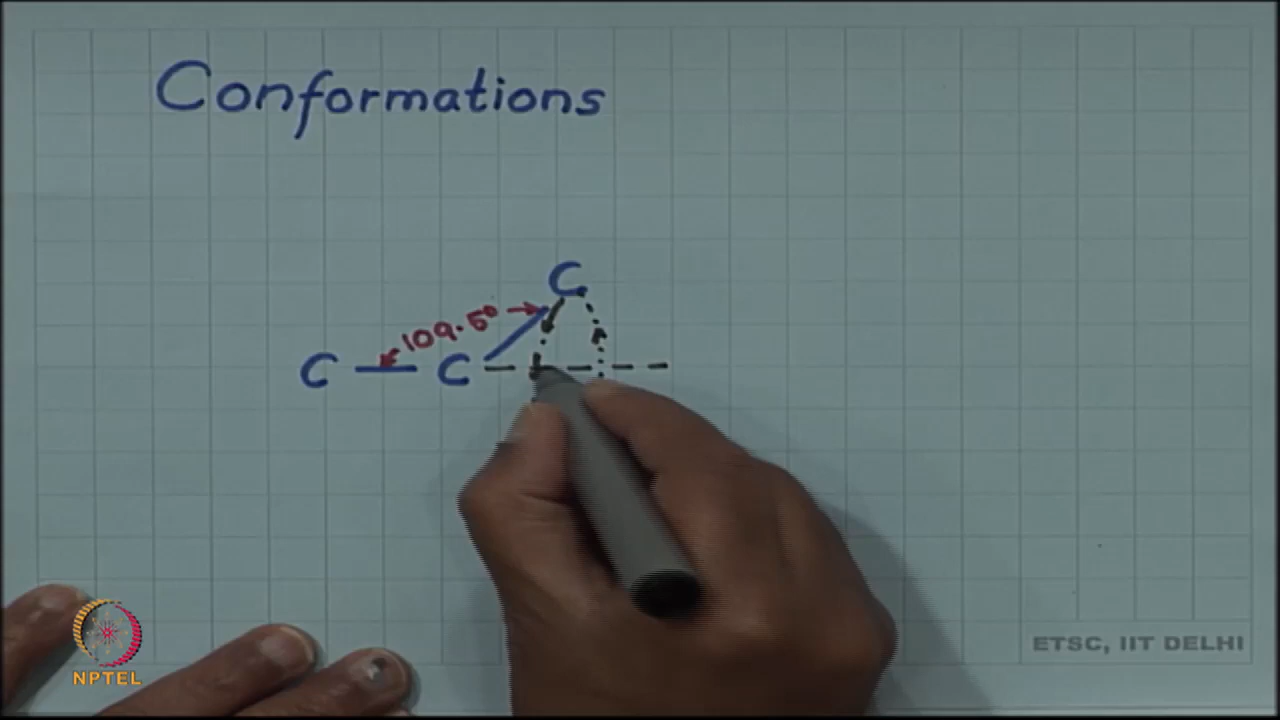 Conformations
C
109.5°
C C
NPTEL
ETSC, IIT DELHI